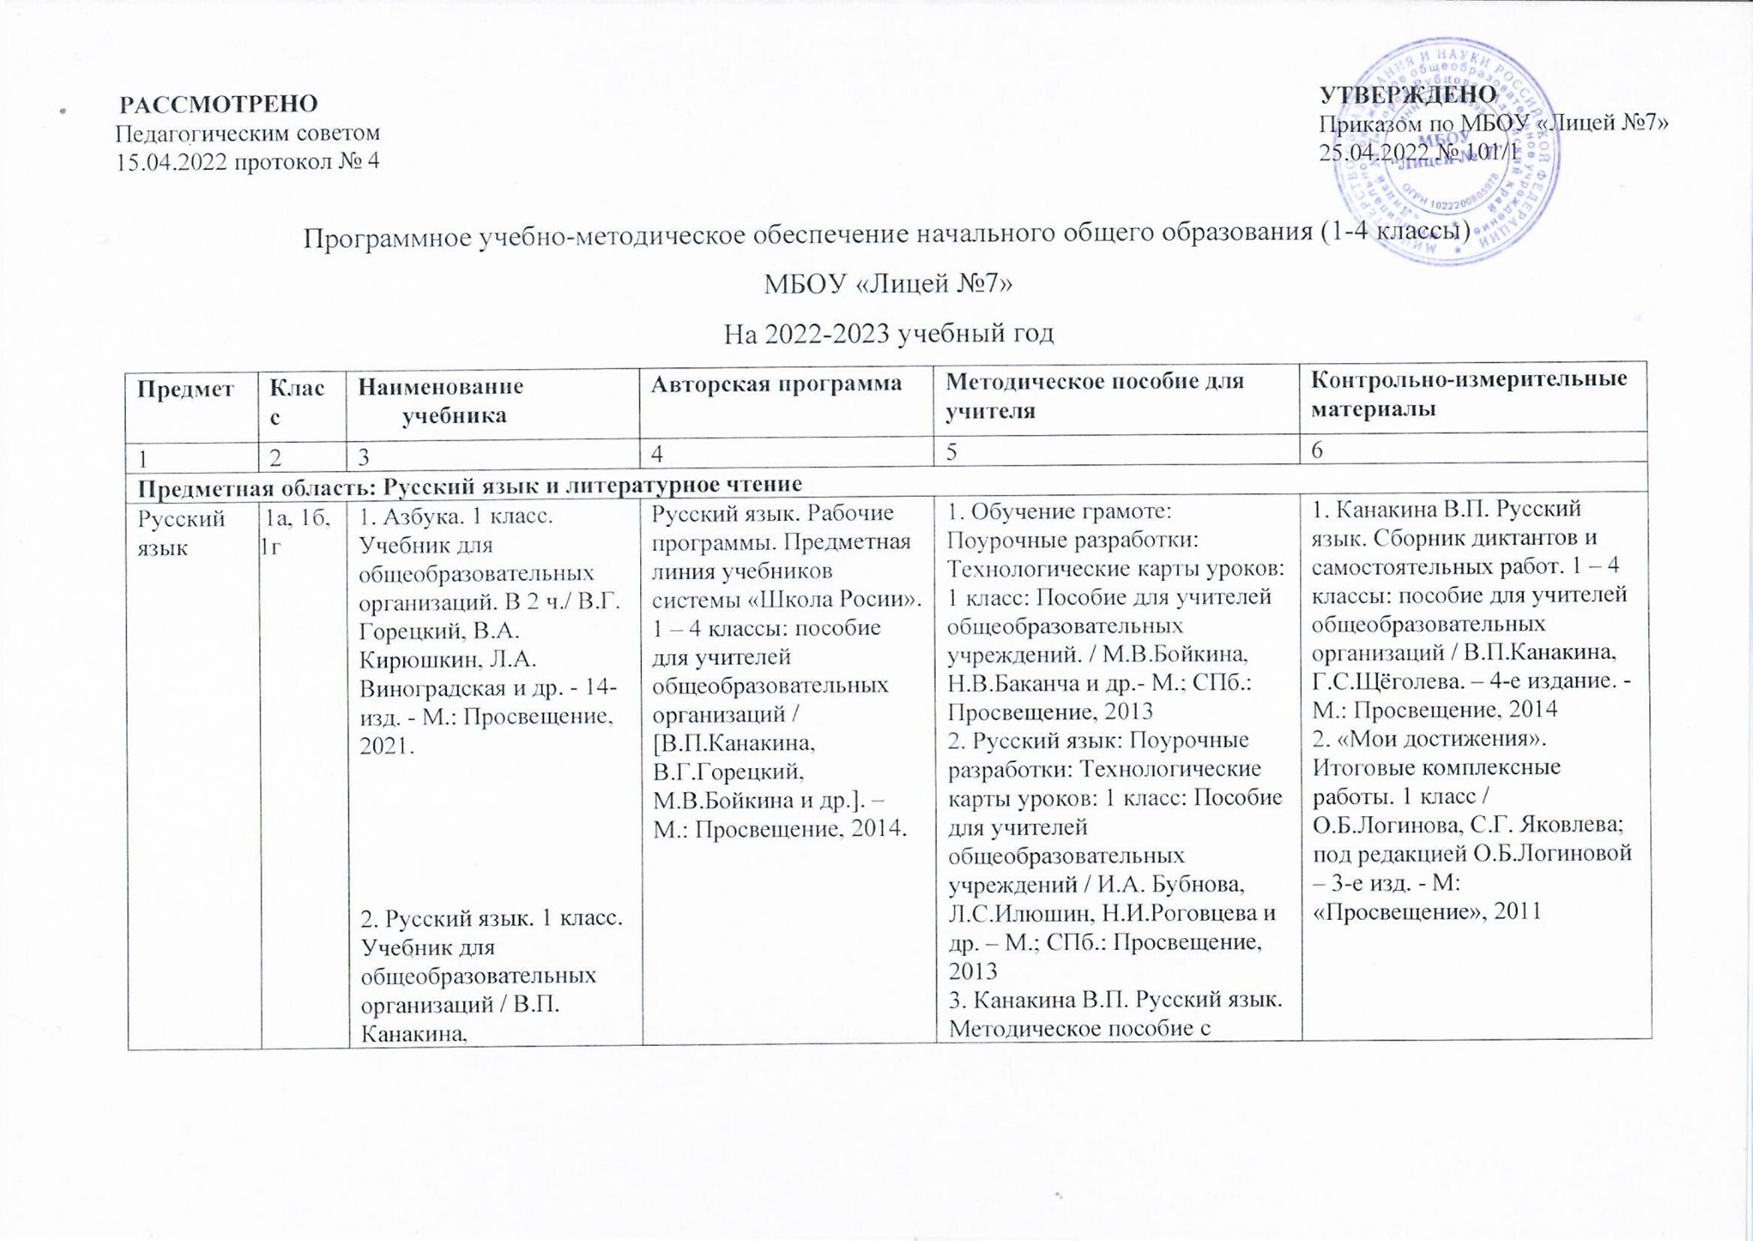 РАССМОТРЕНО
Педагогическим советом
15.04.2022 протокол № 4
УТВЕРЖДЕНО
Приказом по МБОУ «Лицей №7»
25.04.2022 № 101/1
МБОУ
"Лицей № 7"
ОГРН 1022200805978
Программное учебно-методическое обеспечение начального общего образования (1-4 классы)
МБОУ «Лицей №7»
На 2022-2023 учебный год
Предмет
Клас
с
Наименование
учебника
Авторская программа
Методическое пособие для
учителя
Контрольно-измерительные
материалы
1
2
3
4
5
6
Предметная область: Русский язык и литературное чтение
Русский
язык
1а, 1б,
1г
1. Азбука. 1 класс.
Учебник для
общеобразовательных
организаций. В 2 ч./ В.Г.
Горецкий, В.А.
Кирюшкин, Л.А.
Виноградская и др. - 14-
изд. - М.: Просвещение,
2021.
2. Русский язык. 1 класс.
Учебник для
общеобразовательных
организаций / В.П.
Канакина,
Русский язык. Рабочие
программы. Предметная
линия учебников
системы «Школа Росии».
1 – 4 классы: пособие
для учителей
общеобразовательных
организаций /
[В.П.Канакина,
В.Г.Горецкий,
М.В.Бойкина и др.]. –
М.: Просвещение, 2014.
1. Обучение грамоте:
Поурочные разработки:
Технологические карты уроков:
1 класс: Пособие для учителей
общеобразовательных
учреждений. / М.В.Бойкина,
Н.В.Баканча и др.- М.; СПб.:
Просвещение, 2013
2. Русский язык: Поурочные
разработки: Технологические
карты уроков: 1 класс: Пособие
для учителей
общеобразовательных
учреждений / И.А. Бубнова,
Л.С.Илюшин, Н.И.Роговцева и
др. – М.; СПб.: Просвещение,
2013
3. Канакина В.П. Русский язык.
Методическое пособие с
1. Канакина В.П. Русский
язык. Сборник диктантов и
самостоятельных работ. 1 – 4
классы: пособие для учителей
общеобразовательных
организаций / В.П.Канакина,
Г.С.Щёголева. – 4-е издание. -
М.: Просвещение, 2014
2. «Мои достижения».
Итоговые комплексные
работы. 1 класс /
О.Б.Логинова, С.Г. Яковлева;
под редакцией О.Б.Логиновой
– 3-е изд. - М:
«Просвещение», 2011